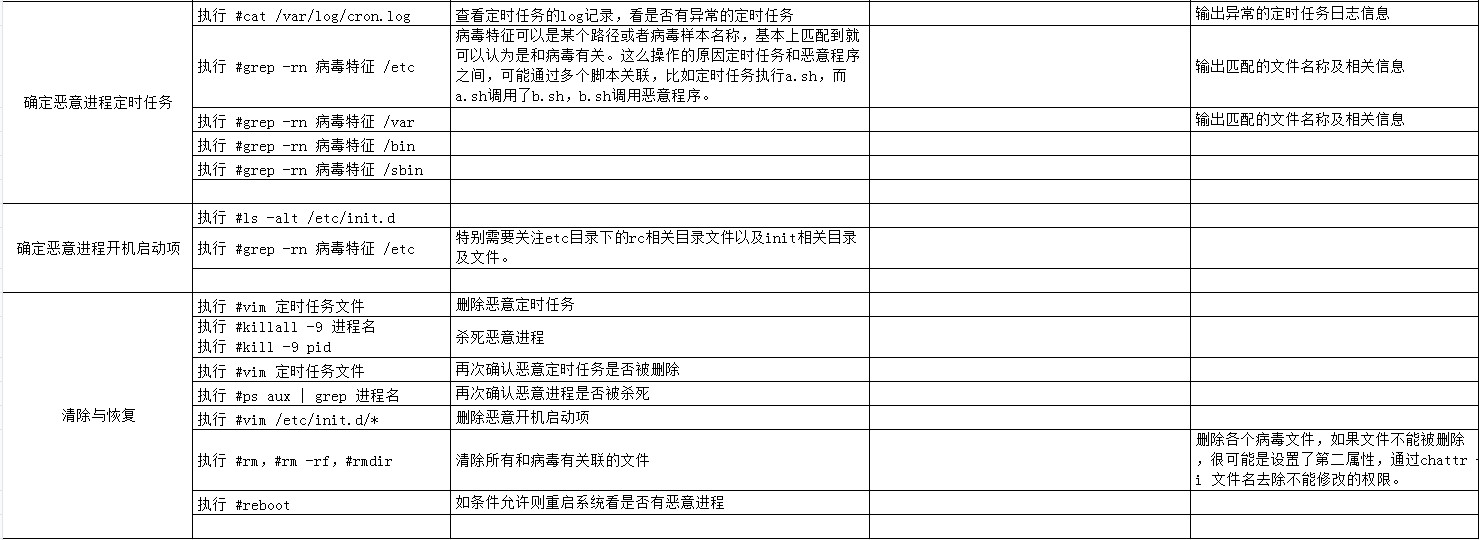 执行 #cat /var/log/cron.log
查看定时任务的log记录，看是否有异常的定时任务
输出异常的定时任务日志信息
确定恶意进程定时任务
执行 #grep -rn 病毒特征 /etc
病毒特征可以是某个路径或者病毒样本名称，基本上匹配到就
可以认为是和病毒有关。这么操作的原因定时任务和恶意程序
之间，可能通过多个脚本关联，比如定时任务执行a.sh，而
a.sh调用了b.sh，b.sh调用恶意程序。
输出匹配的文件名称及相关信息
执行 #grep -rn 病毒特征 /var
输出匹配的文件名称及相关信息
执行 #grep -rn 病毒特征 /bin
执行 #grep -rn 病毒特征 /sbin
确定恶意进程开机启动项
执行 #ls -alt /etc/init.d
执行 #grep -rn 病毒特征 /etc
特别需要关注etc目录下的rc相关目录文件以及init相关目录
及文件。
清除与恢复
执行 #vim 定时任务文件
删除恶意定时任务
执行 #killall -9 进程名
执行 #kill -9 pid
杀死恶意进程
执行 #vim 定时任务文件
再次确认恶意定时任务是否被删除
执行 #ps aux | grep 进程名
再次确认恶意进程是否被杀死
执行 #vim /etc/init.d/*
删除恶意开机启动项
执行 #rm，#rm -rf，#rmdir
清除所有和病毒有关联的文件
删除各个病毒文件，如果文件不能被删除
，很可能是设置了第二属性，通过chattr -
i 文件名去除不能修改的权限。
执行 #reboot
如条件允许则重启系统看是否有恶意进程